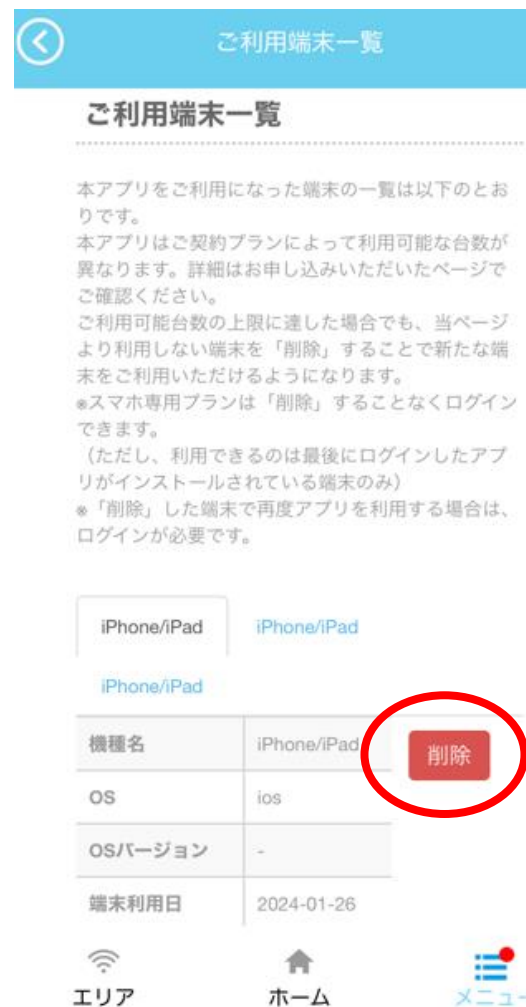 ご利用端末一覧
ご利用端末一覧
本アプリをご利用になった端末の一覧は以下のとお
りです。
本アプリはご契約プランによって利用可能な台数が
異なります。詳細はお申し込みいただいたページで
ご確認ください。
ご利用可能台数の上限に達した場合でも、当ページ
より利用しない端末を「削除」することで新たな端
末をご利用いただけるようになります。
※スマホ専用プランは「削除」することなくログイン
できます。
（ただし、利用できるのは最後にログインしたアプ
リがインストールされている端末のみ）
※「削除」した端末で再度アプリを利用する場合は、
ログインが必要です。
iPhone/iPad iPhone/iPad
iPhone/iPad
機種名 iPhone/iPad 削除
OS ios
OSバージョン -
端末利用日 2024-01-26
エリア ホーム メニュー